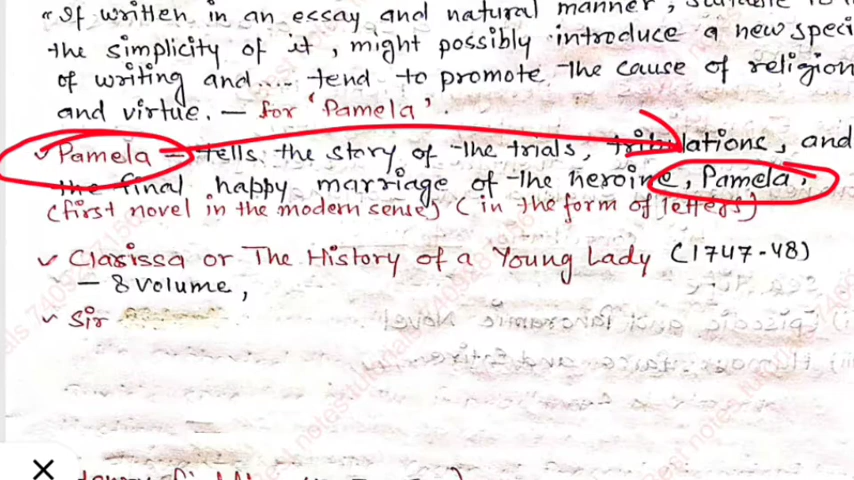 "If written in an essay and natural manner,
the simplicity of it, might possibly introduce a new speci
of writing and.... tend to promote the cause of religion
and virtue. – for 'Pamela'.
✓ Pamela – tells the story of the trials, tribulations, and
the final happy marriage of the heroine, Pamela.
(first novel in the modern sense) (in the form of letters)
✓ Clarissa or The History of a Young Lady (1747-48)
– 8 volume,
✓ Sir